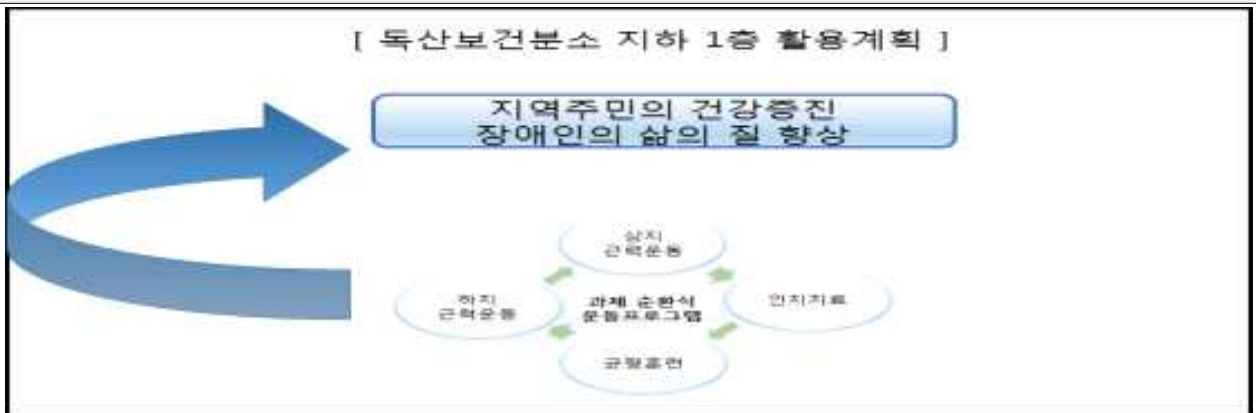 [ 독산보건분소 지하 1층 활용계획 ]
지역주민의 건강증진
장애인의 삶의 질 향상
상지
근력운동
하지
근력운동
과제 순환식
운동프로그램
인지치료
균형훈련